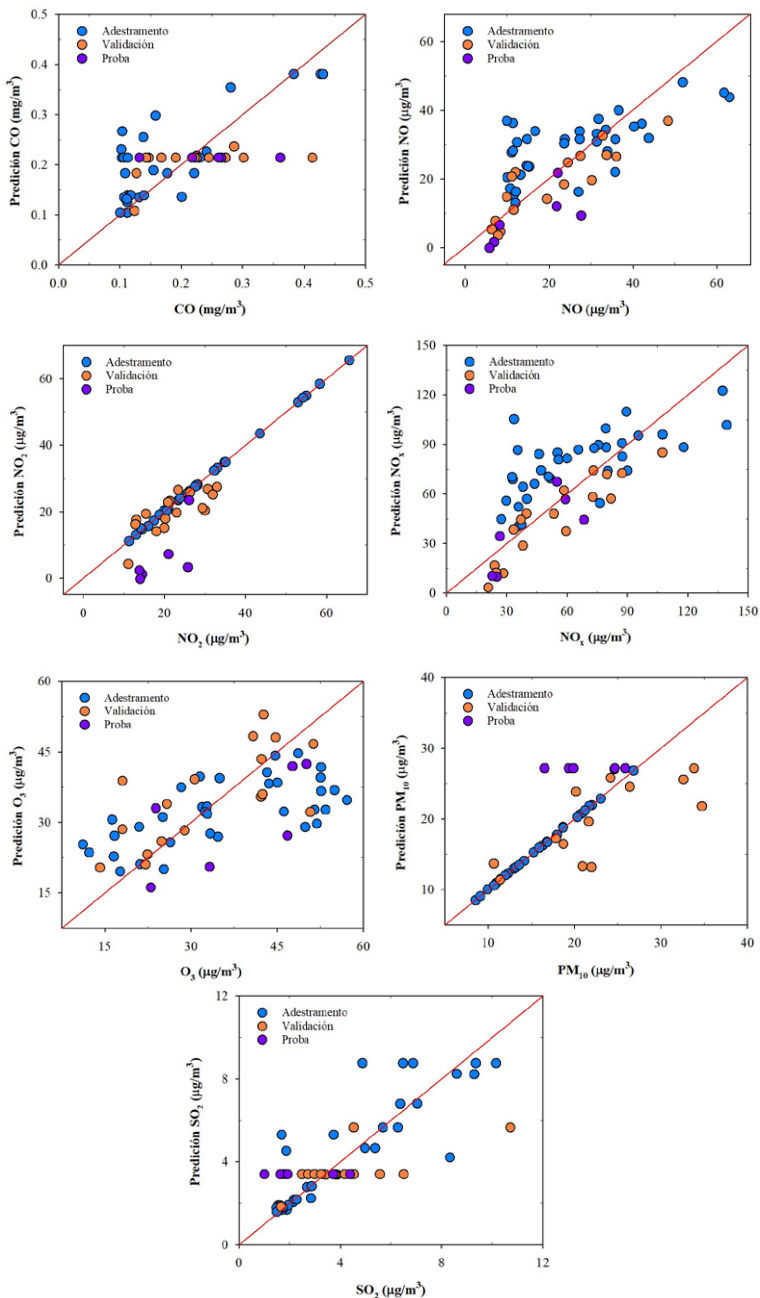 Adestramento
Validación
Proba
Predición CO (mg/m³)
0.5
0.4
0.3
0.2
0.1
0.0
0.0 0.1 0.2 0.3 0.4 0.5
CO (mg/m³)
Adestramento
Validación
Proba
Predición NO (µg/m³)
60
40
20
0
0 20 40 60
NO (µg/m³)
Adestramento
Validación
Proba
Predición NO₂ (µg/m³)
60
40
20
0
0 20 40 60
NO₂ (µg/m³)
Adestramento
Validación
Proba
Predición NOₓ (µg/m³)
150
120
90
60
30
0
0 30 60 90 120 150
NOₓ (µg/m³)
Adestramento
Validación
Proba
Predición O₃ (µg/m³)
60
45
30
15
15 30 45 60
O₃ (µg/m³)
Adestramento
Validación
Proba
Predición PM₁₀ (µg/m³)
40
30
20
10
10 20 30 40
PM₁₀ (µg/m³)
Adestramento
Validación
Proba
Predición SO₂ (µg/m³)
12
8
4
0
0 4 8 12
SO₂ (µg/m³)